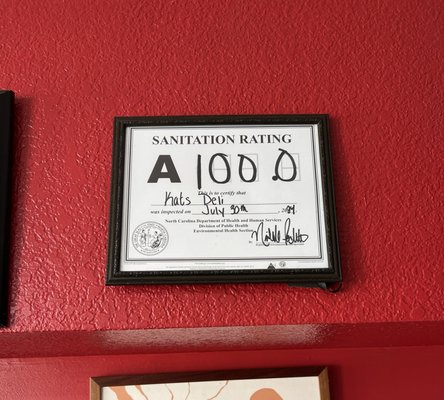 SANITATION RATING
A 100 0
This is to certify that
Kats Deli
was inspected on July 30th 2024
North Carolina Department of Health and Human Services
Division of Public Health
Environmental Health Section